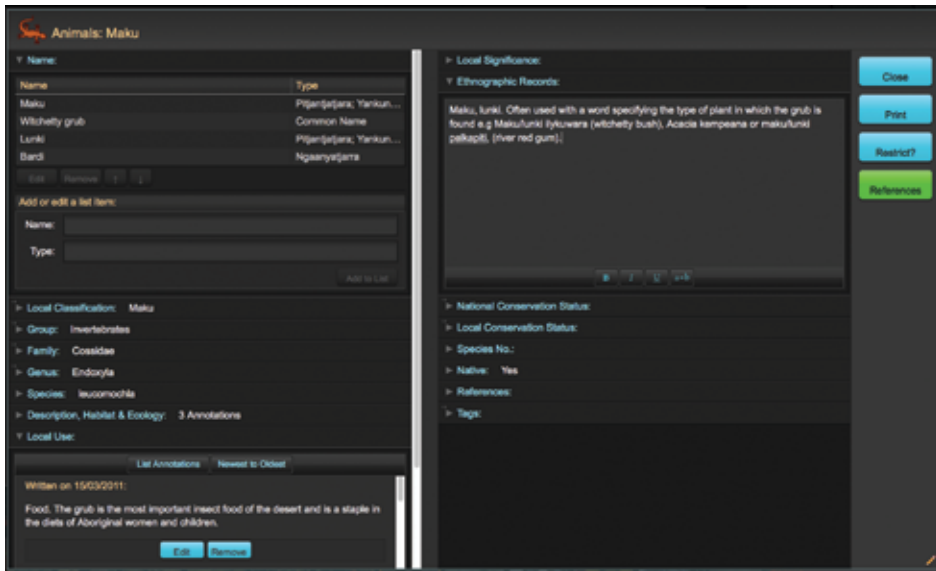 Animals: Maku
Name:
Name Type
Maku Pitjantjatjara; Yankun...
Witchetty grub Common Name
Lunki Pitjantjatjara; Yankun...
Bardi Ngaanyatjarra
Edit Remove ↑ ↓
Add or edit a list item:
Name:
Type:
Add to List
Local Classification: Maku
Group: Invertebrates
Family: Cossidae
Genus: Endoxyla
Species: leucomochla
Description, Habitat & Ecology: 3 Annotations
Local Use:
List Annotations Newest to Oldest
Written on 15/03/2011:
Food. The grub is the most important insect food of the desert and is a staple in
the diets of Aboriginal women and children.
Edit Remove
Local Significance:
Ethnographic Records:
Maku, lunki. Often used with a word specifying the type of plant in which the grub is
found e.g Maku/lunki ilykuwara (witchetty bush), Acacia kempeana or maku/lunki
palkapiti, (river red gum).
B I U
National Conservation Status:
Local Conservation Status:
Species No.:
Native: Yes
References:
Tags:
Close
Print
Restrict?
References